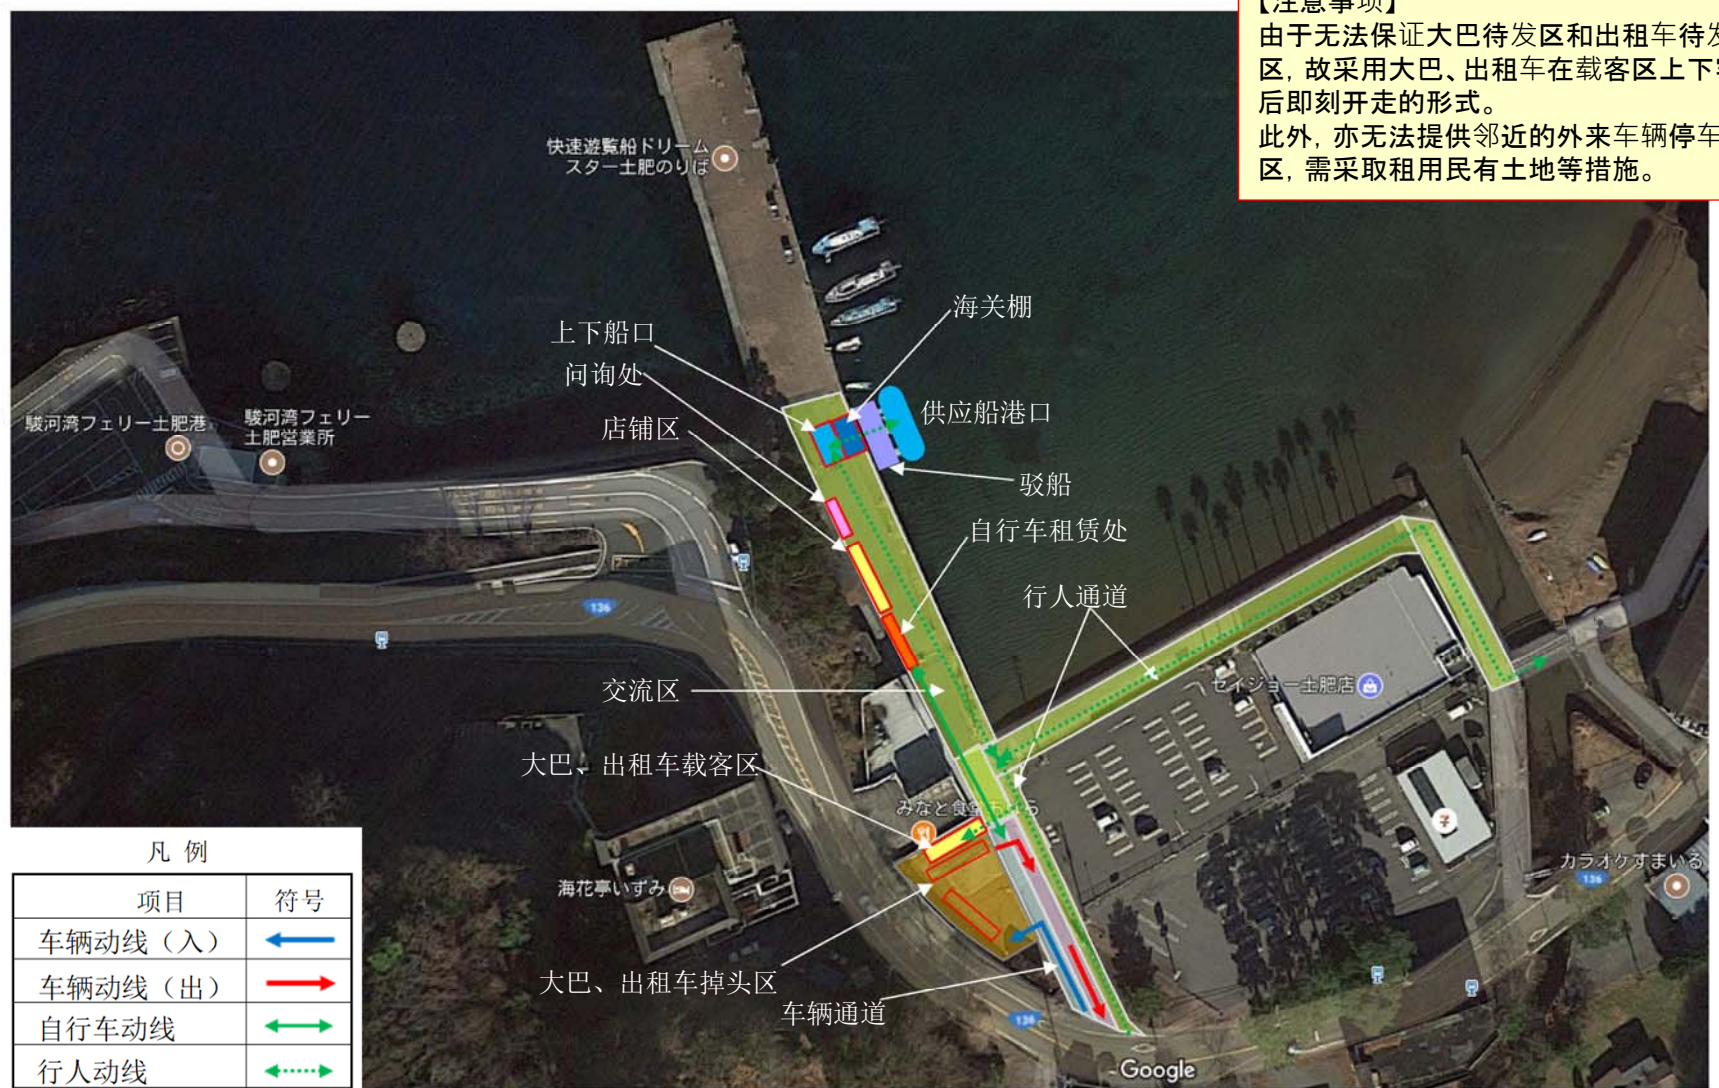 【注意事项】
由于无法保证大巴待发区和出租车待发
区，故采用大巴、出租车在载客区上下
后即刻开走的形式。
此外，亦无法提供邻近的外来车辆停车
区，需采取租用民有土地等措施。
快速遊覧船ドリーム
スター土肥のりば
海关棚
上下船口
问询处
供应船港口
駿河湾フェリー土肥港
駿河湾フェリー
土肥営業所
店铺区
驳船
自行车租赁处
行人通道
136
セイジョー土肥店
交流区
大巴、出租车载客区
みなと食堂
凡 例
项目 符号
车辆动线（入）
车辆动线（出）
自行车动线
行人动线
海花亭いずみ
カラオケすまいる
136
大巴、出租车掉头区
车辆通道
136
Google